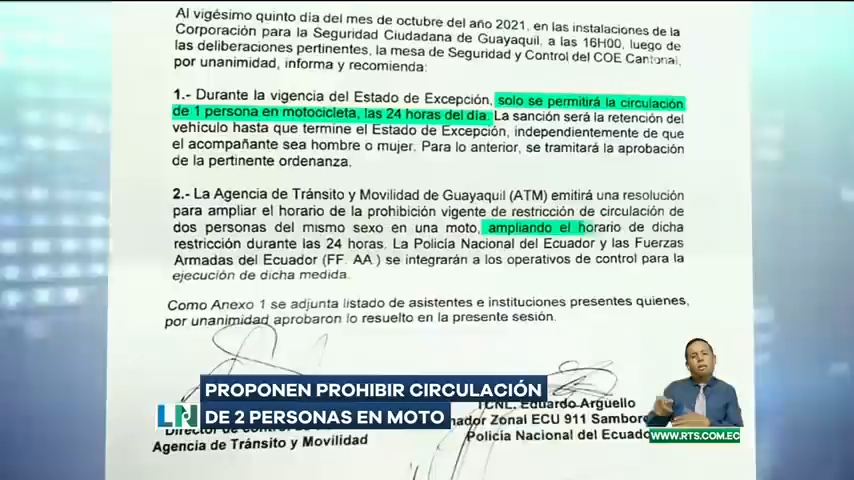 Al vigésimo quinto día del mes de octubre del año 2021, en las instalaciones de la
Corporación para la Seguridad Ciudadana de Guayaquil, a las 16H00, luego de
las deliberaciones pertinentes, la mesa de Seguridad y Control del COE Cantonal,
por unanimidad, informa y recomienda:
1.- Durante la vigencia del Estado de Excepción, solo se permitirá la circulación
de 1 persona en motocicleta, las 24 horas del día. La sanción será la retención del
vehículo hasta que termine el Estado de Excepción, independientemente de que
el acompañante sea hombre o mujer. Para lo anterior, se tramitará la aprobación
de la pertinente ordenanza.
2.- La Agencia de Tránsito y Movilidad de Guayaquil (ATM) emitirá una resolución
para ampliar el horario de la prohibición vigente de restricción de circulación de
dos personas del mismo sexo en una moto, ampliando el horario de dicha
restricción durante las 24 horas. La Policía Nacional del Ecuador y las Fuerzas
Armadas del Ecuador (FF. AA.) se integrarán a los operativos de control para la
ejecución de dicha medida.
Como Anexo 1 se adjunta listado de asistentes e instituciones presentes quienes,
por unanimidad aprobaron lo resuelto en la presente sesión.
PROPONEN PROHIBIR CIRCULACIÓN
LN DE 2 PERSONAS EN MOTO
TCNL. Eduardo Arguello
nador Zonal ECU 911 Sambor
Agencia de Tránsito y Movilidad
Policía Nacional del Ecuado
WWW.RTS.COM.EC